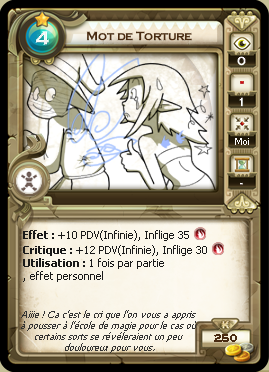 Mot de Torture
4
0
1
Moi
-
Effet : +10 PDV(Infinie), Inflige 35
Critique : +12 PDV(Infinie), Inflige 30
Utilisation : 1 fois par partie
, effet personnel
Aiiie ! Ca c'est le cri que l'on vous a appris
à pousser à l'école de magie pour le cas où
certains sorts se révéleraient un peu
douloureux pour vous.
250